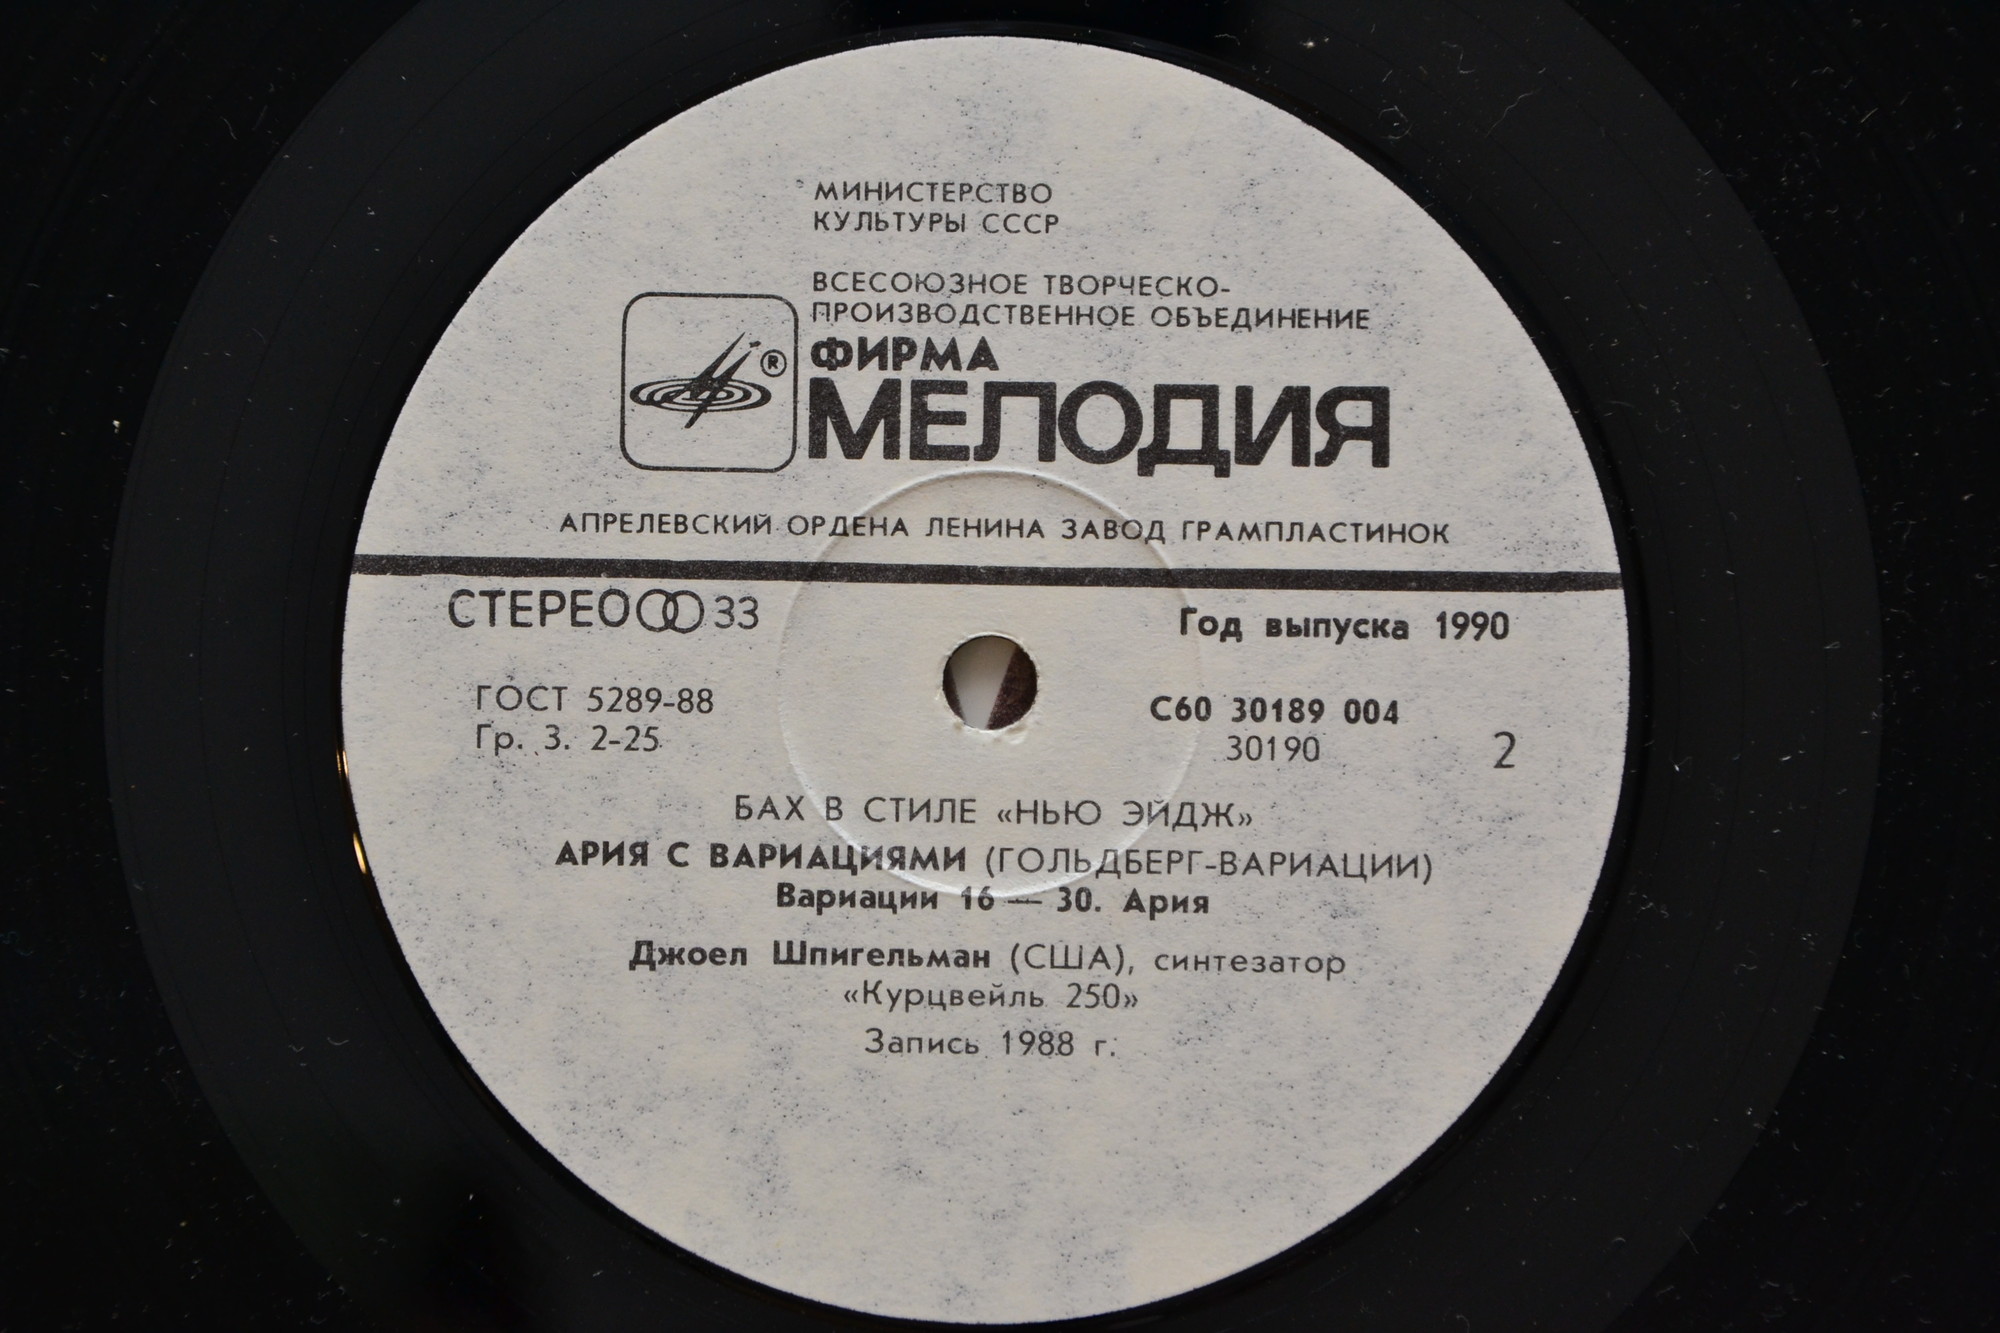 МИНИСТЕРСТВО
КУЛЬТУРЫ СССР
ВСЕСОЮЗНОЕ ТВОРЧЕСКО-
ПРОИЗВОДСТВЕННОЕ ОБЪЕДИНЕНИЕ
ФИРМА
®
МЕЛОДИЯ
АПРЕЛЕВСКИЙ ОРДЕНА ЛЕНИНА ЗАВОД ГРАМПЛАСТИНОК
СТЕРЕО 33
Год выпуска 1990
ГОСТ 5289-88
Гр. 3. 2-25
С60 30189 004
30190
2
БАХ В СТИЛЕ «НЬЮ ЭЙДЖ»
АРИЯ С ВАРИАЦИЯМИ (ГОЛЬДБЕРГ-ВАРИАЦИИ)
Вариации 16 — 30. Ария
Джоел Шпигельман (США), синтезатор
«Курцвейль 250»
Запись 1988 г.